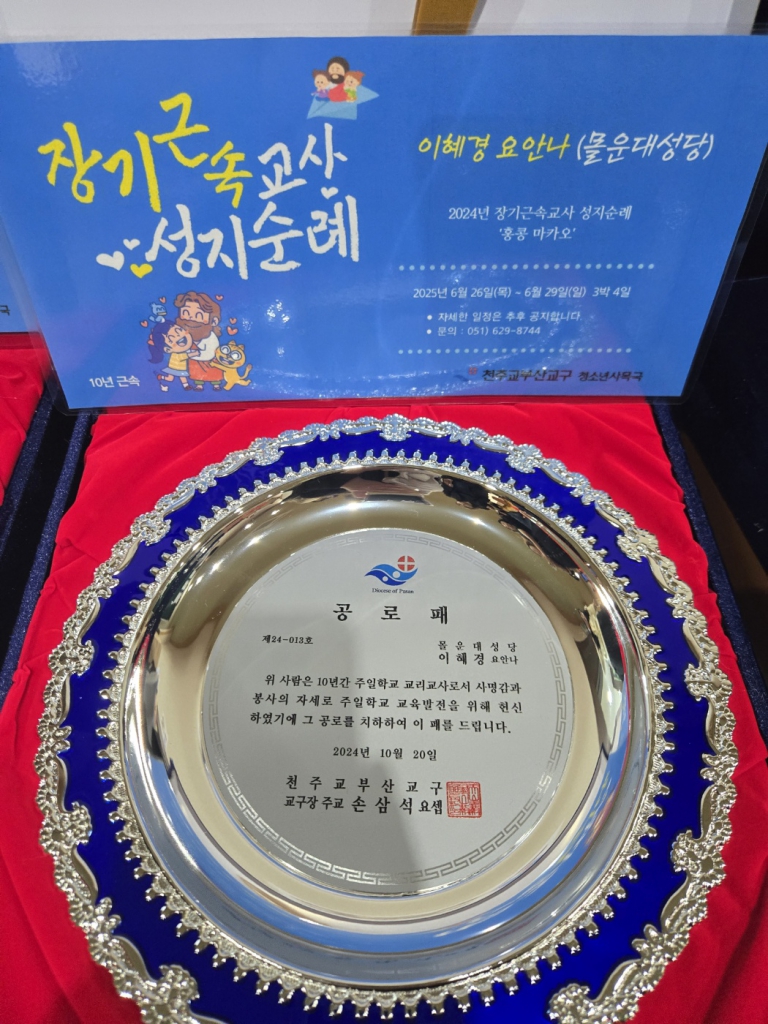 장기근속교사
성지순례
10년 근속
이혜경 요안나 (몰운대성당)
2024년 장기근속교사 성지순례
'홍콩 마카오'
2025년 6월 26일(목) ~ 6월 29일(일) 3박 4일
• 자세한 일정은 추후 공지합니다
• 문의 : 051) 629-8744
천주교부산교구 청소년사목국
Diocese of Pusan
공로패
제24-013호
몰운대성당
이혜경 요안나
위 사람은 10년간 주일학교 교리교사로서 사명감과
봉사의 자세로 주일학교 교육발전을 위해 헌신
하였기에 그 공로를 치하하여 이 패를 드립니다.
2024년 10월 20일
천주교부산교구
교구장 주교 손삼석 요셉